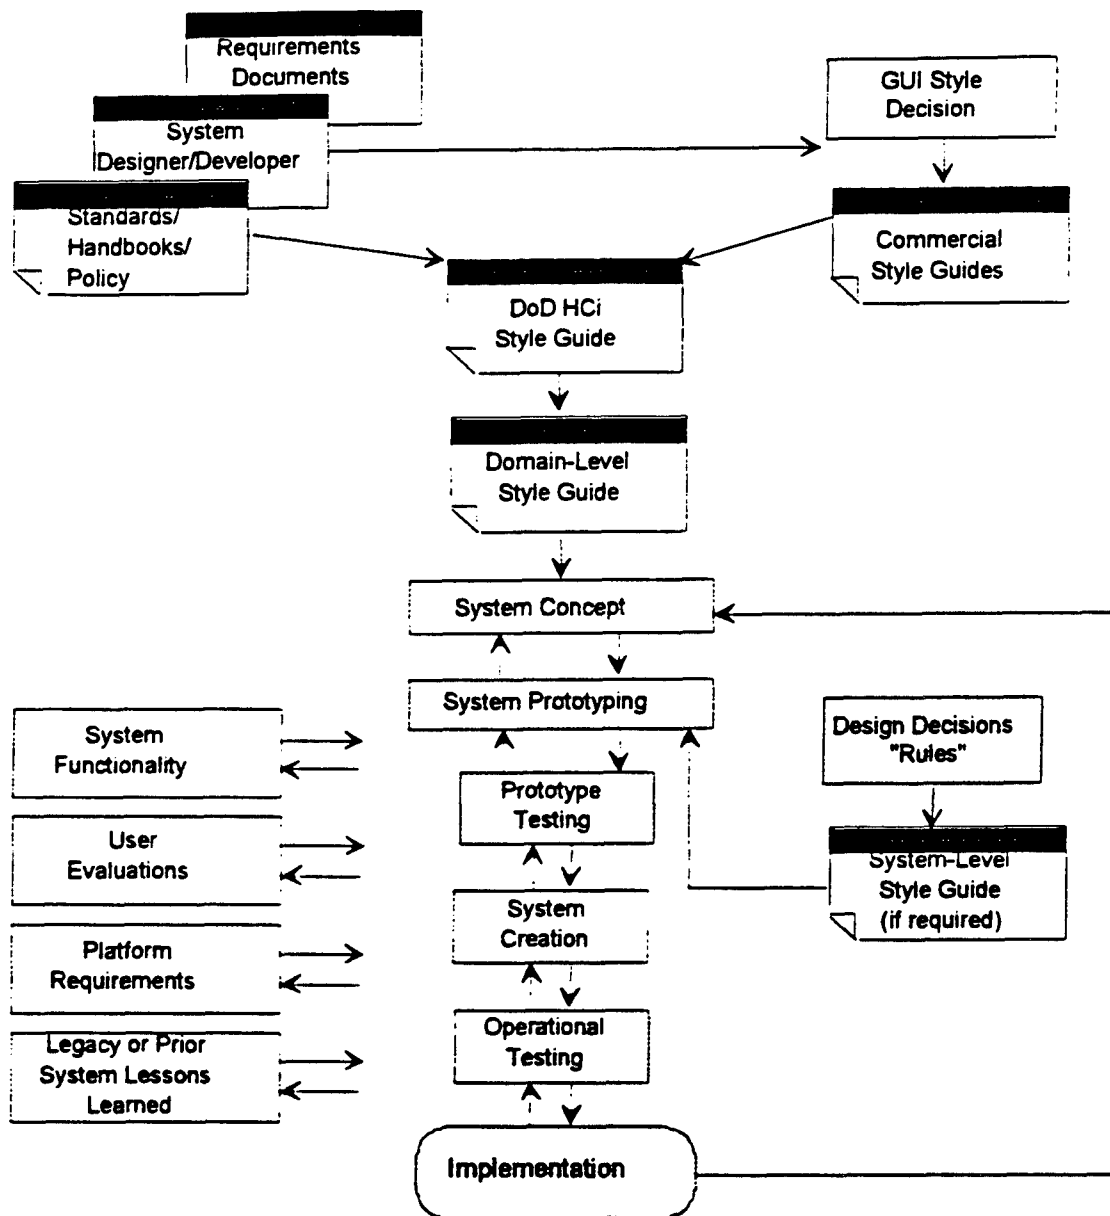 Requirements
Documents
System
Designer/Developer
Standards/
Handbooks/
Policy
GUI Style
Decision
Commercial
Style Guides
DoD HCi
Style Guide
Domain-Level
Style Guide
System Concept
System Prototyping
System
Functionality
User
Evaluations
Platform
Requirements
Legacy or Prior
System Lessons
Learned
Prototype
Testing
System
Creation
Operational
Testing
Implementation
Design Decisions
"Rules"
System-Level
Style Guide
(if required)